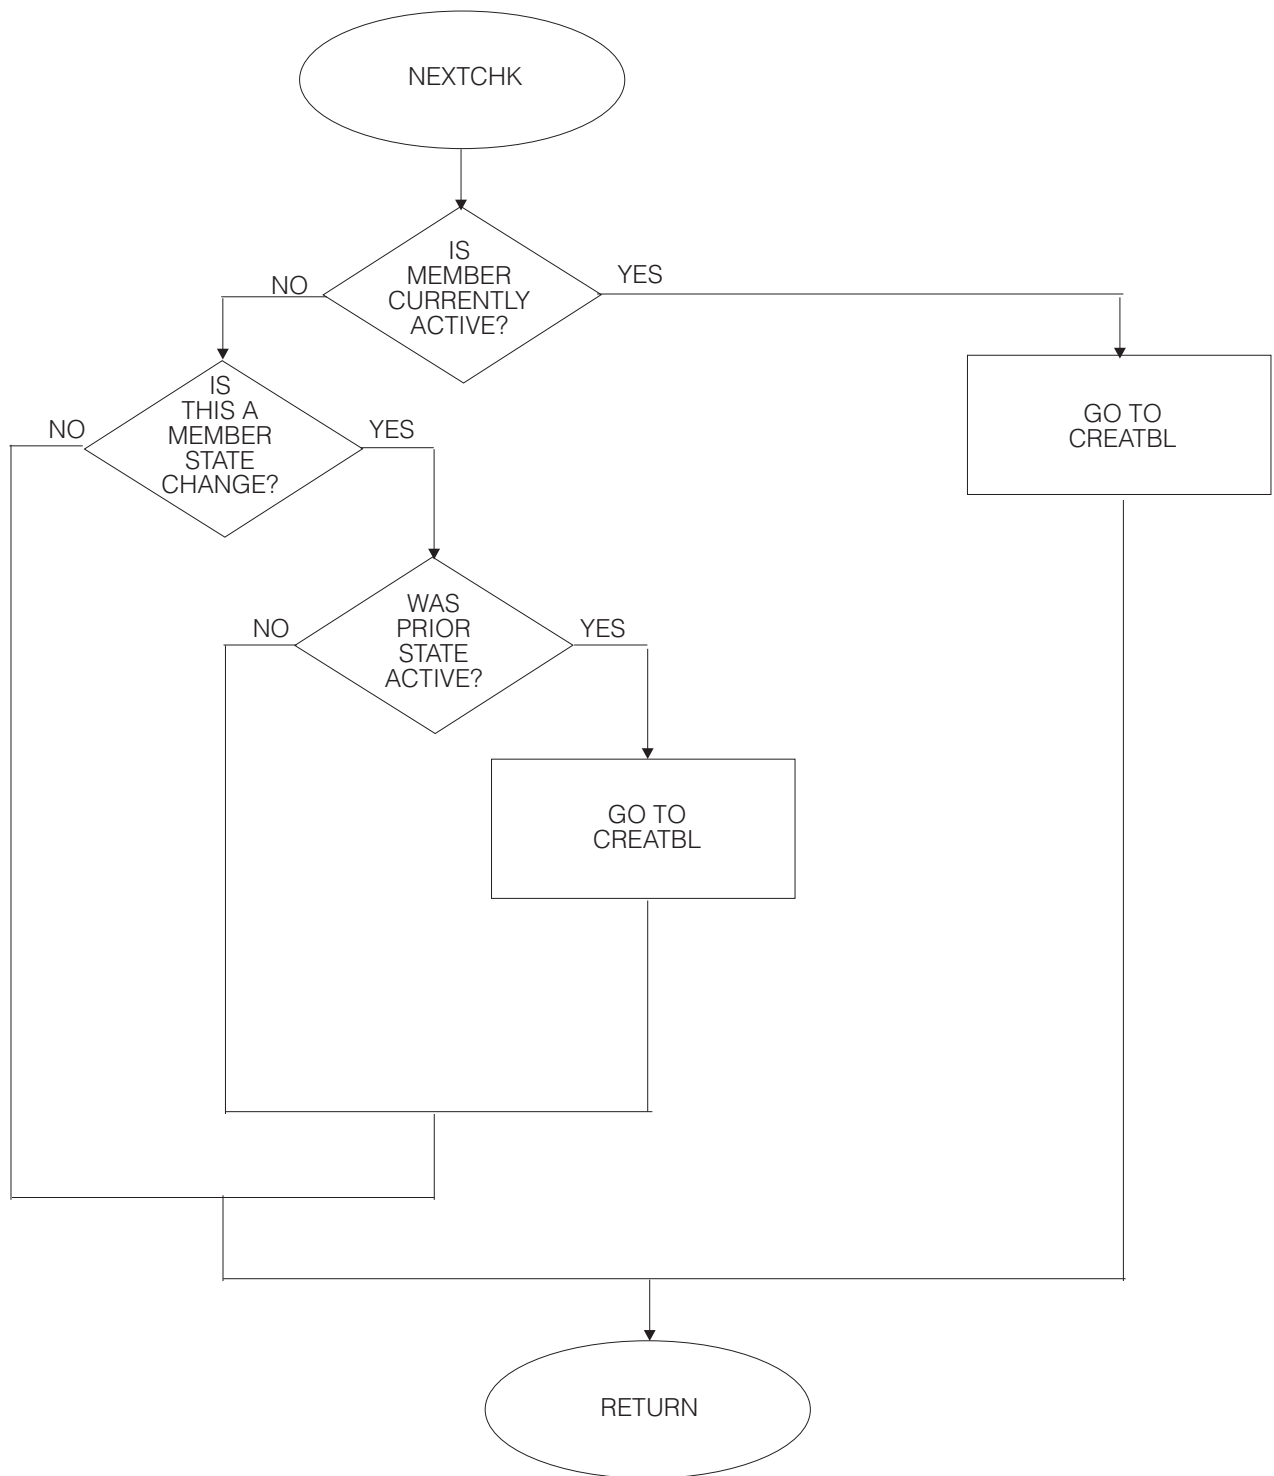 NEXTCHK
IS
MEMBER
CURRENTLY
ACTIVE?
NO
YES
IS
THIS A
MEMBER
STATE
CHANGE?
NO
YES
GO TO
CREATBL
WAS
PRIOR
STATE
ACTIVE?
NO
YES
GO TO
CREATBL
RETURN